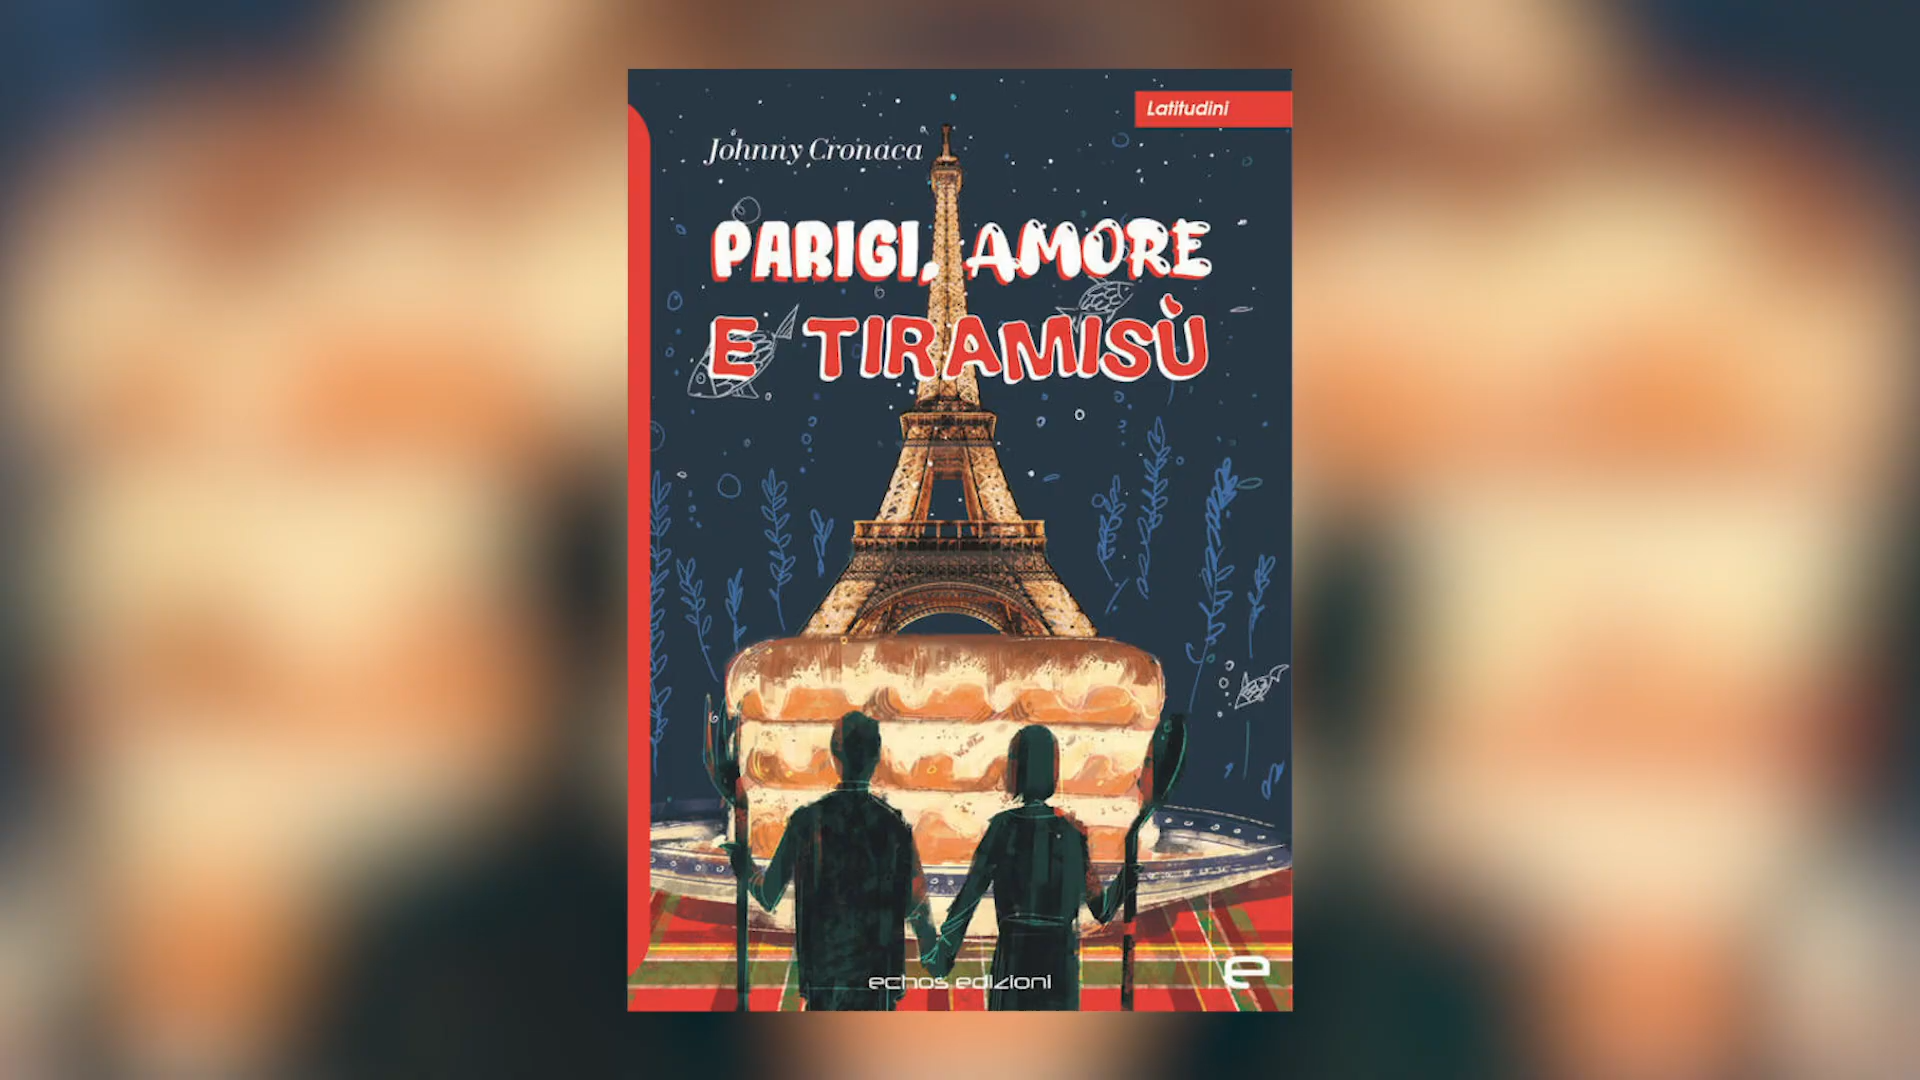 Latitudini
Johnny Cronaca
PARIGI, AMORE
E TIRAMISÙ
echos edizioni
e